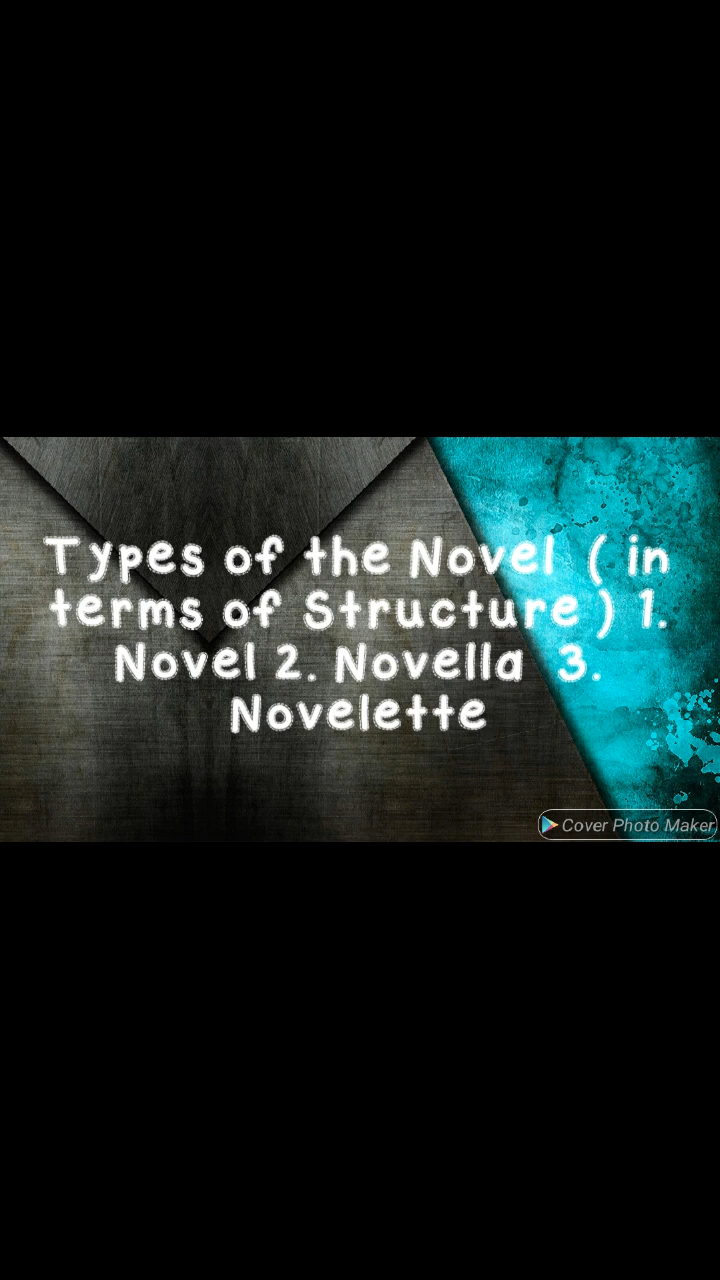 Types of the Novel ( in
terms of Structure ) 1.
Novel 2. Novella 3.
Novelette
Cover Photo Maker